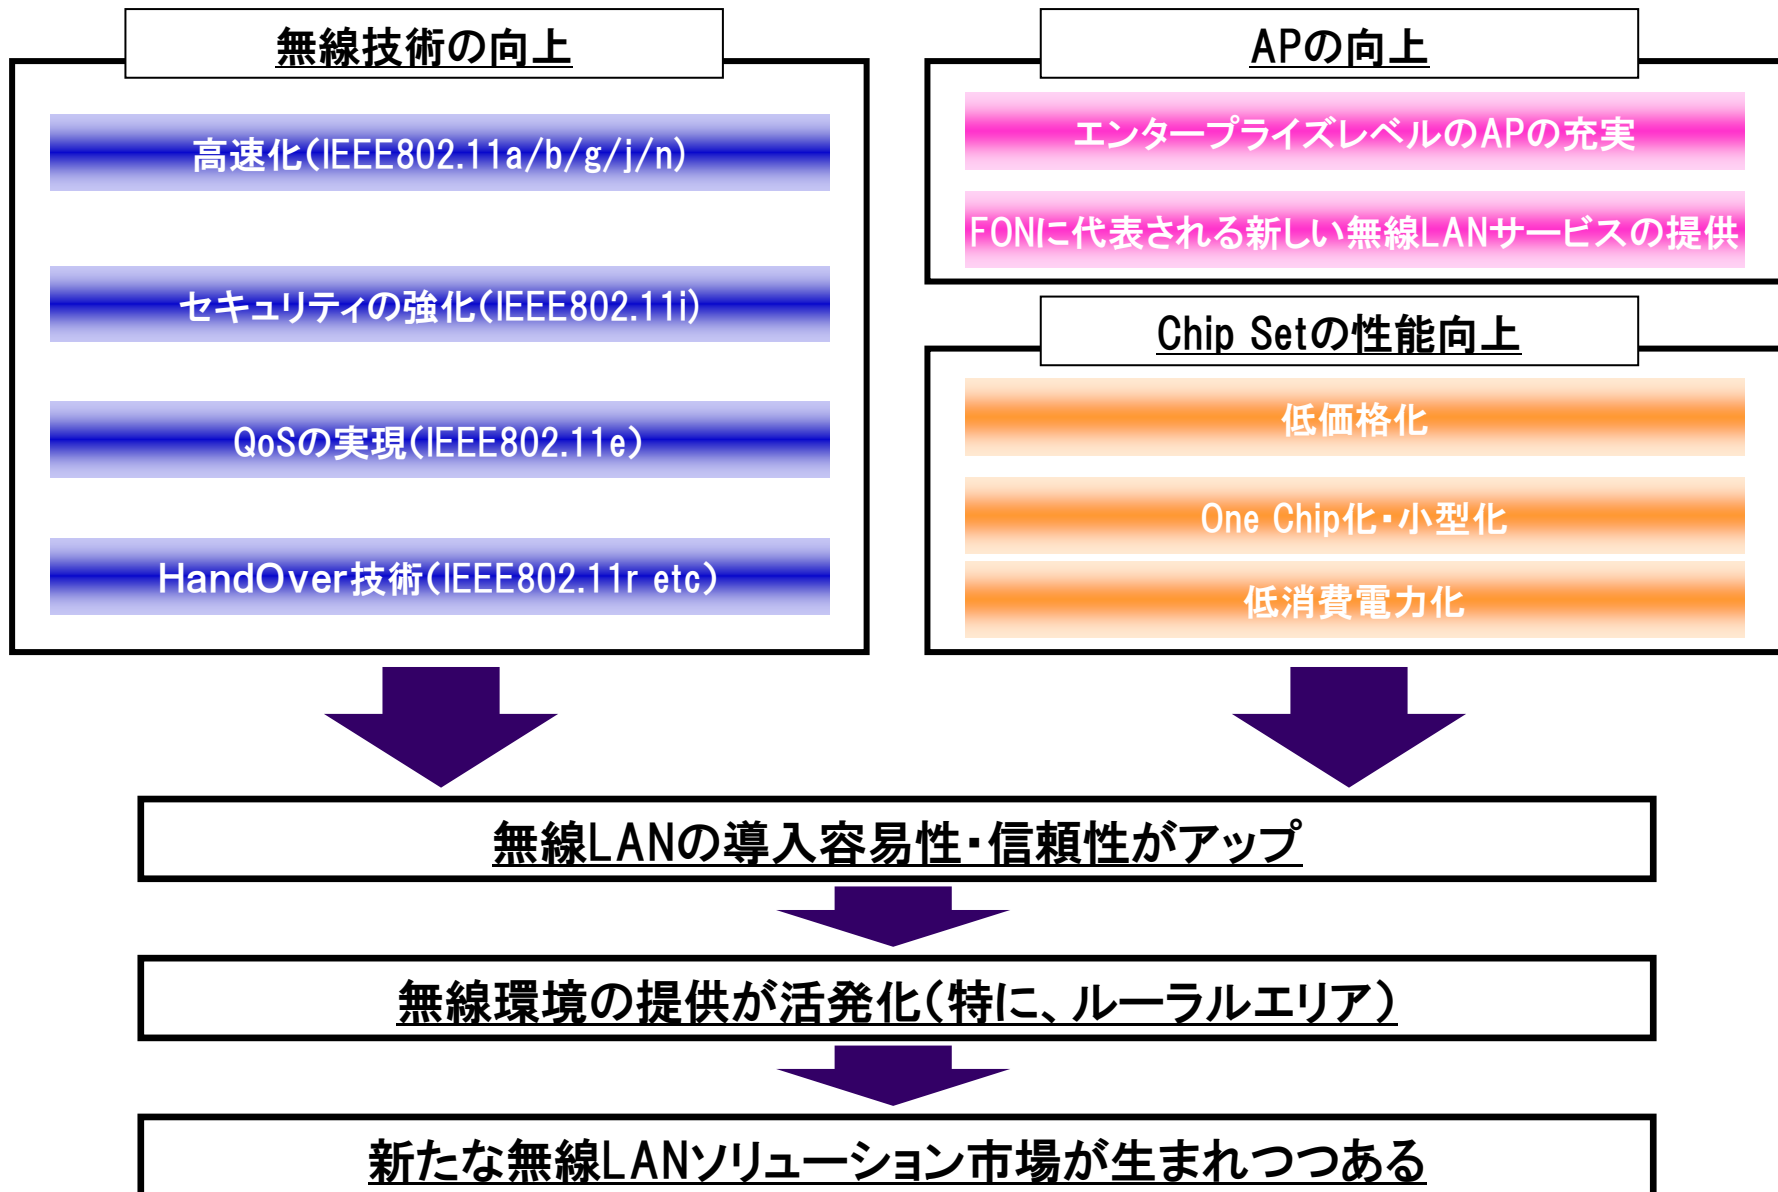 無線技術の向上
高速化(IEEE802.11a/b/g/j/n)
セキュリティの強化(IEEE802.11i)
QoSの実現(IEEE802.11e)
HandOver技術(IEEE802.11r etc)
APの向上
エンタープライズレベルのAPの充実
FONに代表される新しい無線LANサービスの提供
Chip Setの性能向上
低価格化
One Chip化・小型化
低消費電力化
無線LANの導入容易性・信頼性がアップ
無線環境の提供が活発化(特に、ルーラルエリア)
新たな無線LANソリューション市場が生まれつつある